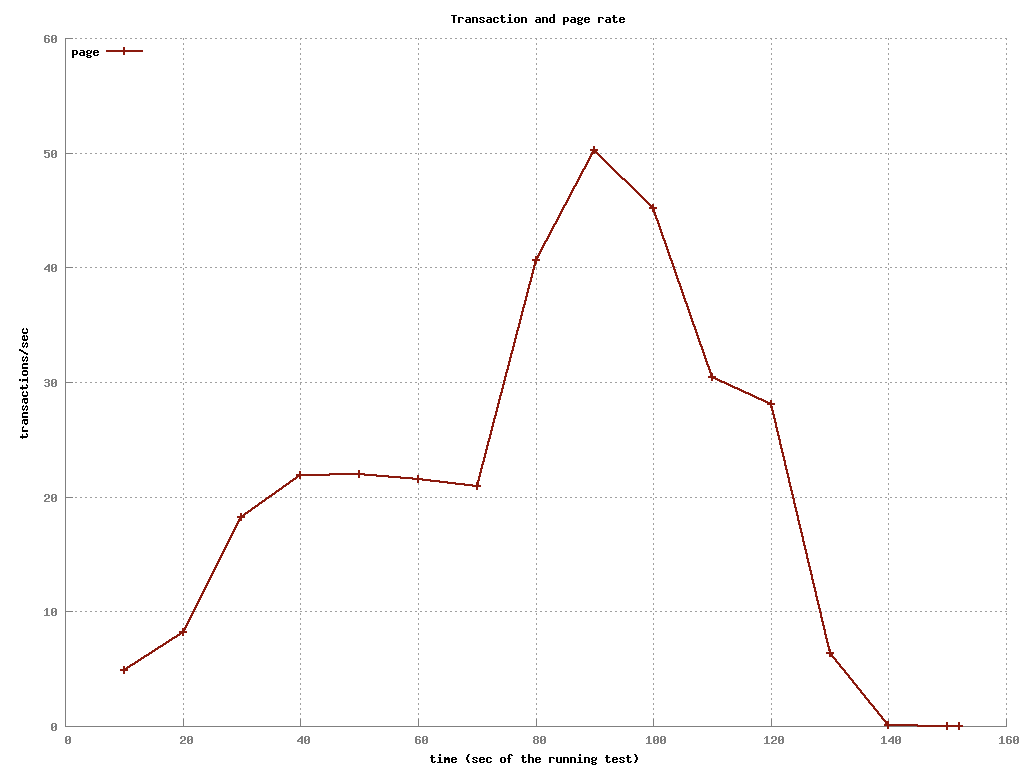 Transaction and page rate
60
page
50
40
30
20
10
0
transactions/sec
0 20 40 60 80 100 120 140 160
time (sec of the running test)